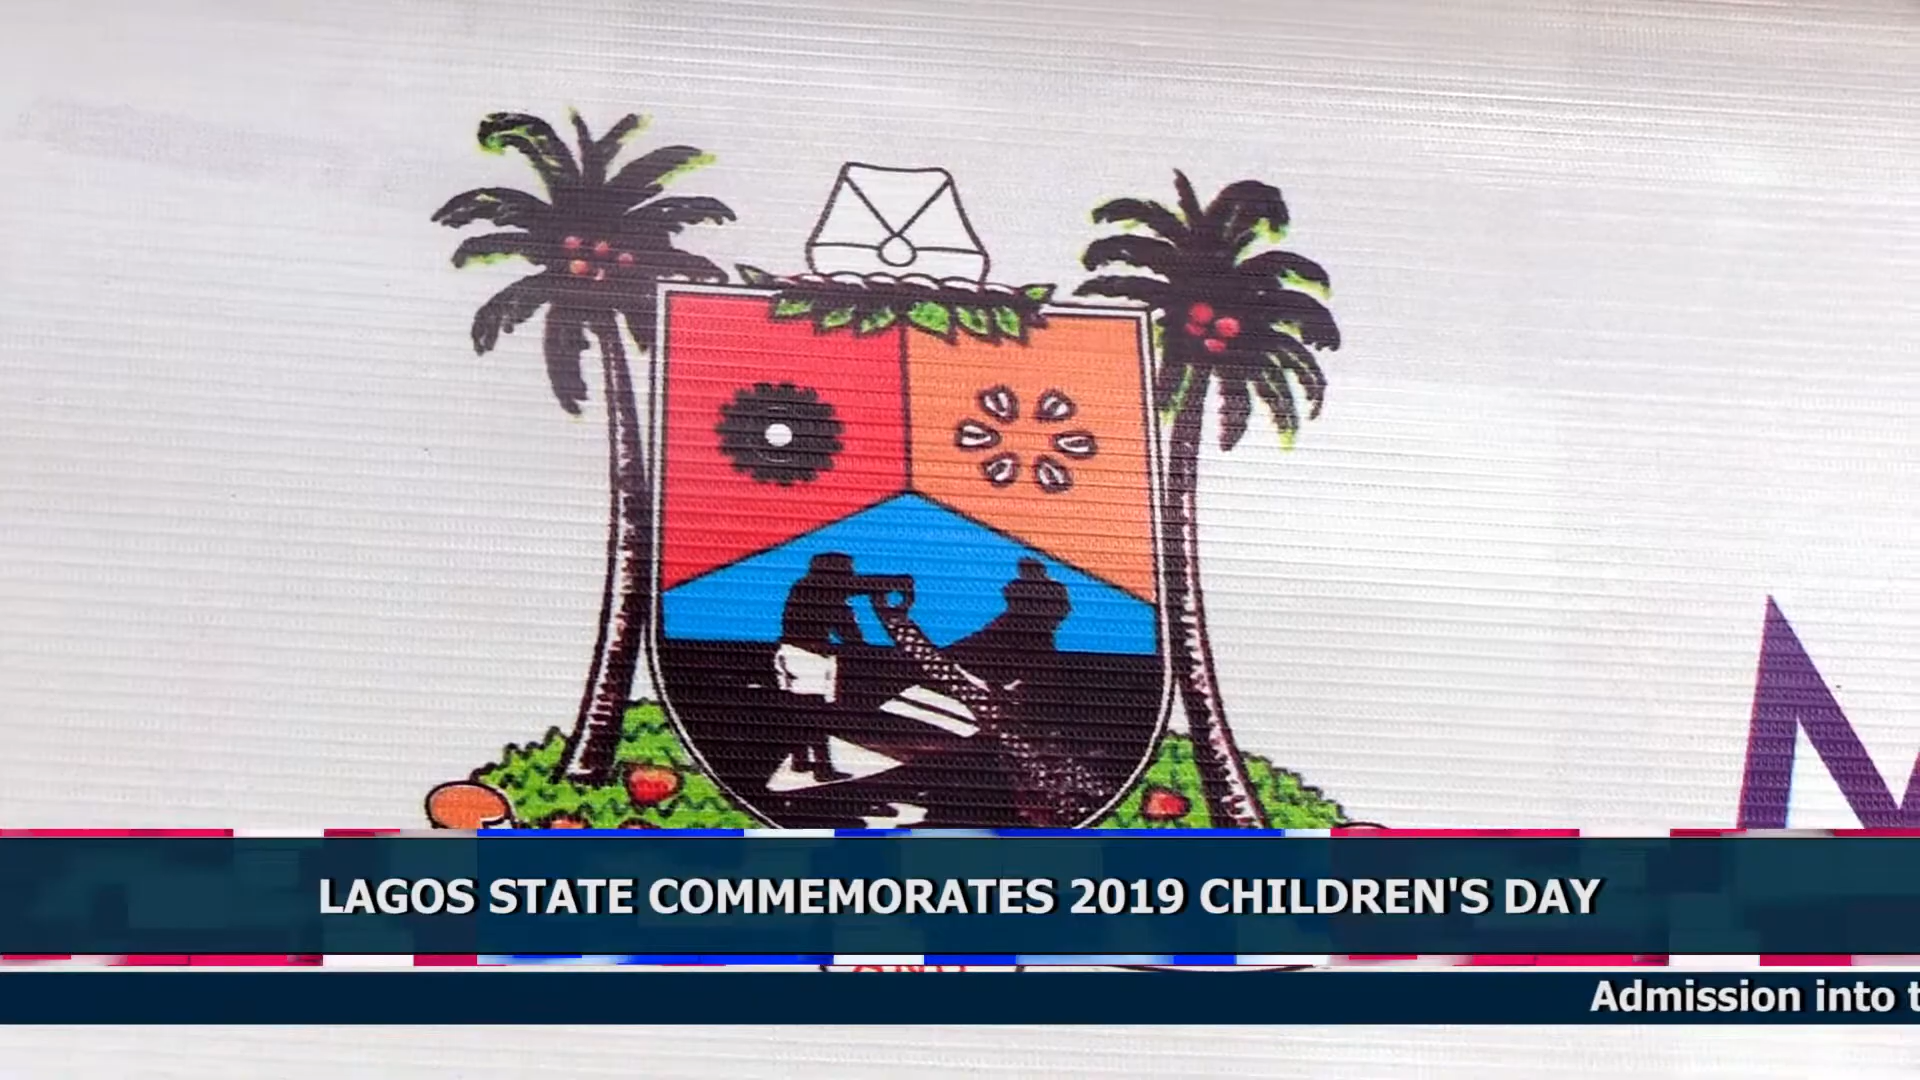 LAGOS STATE COMMEMORATES 2019 CHILDREN'S DAY
Admission into t